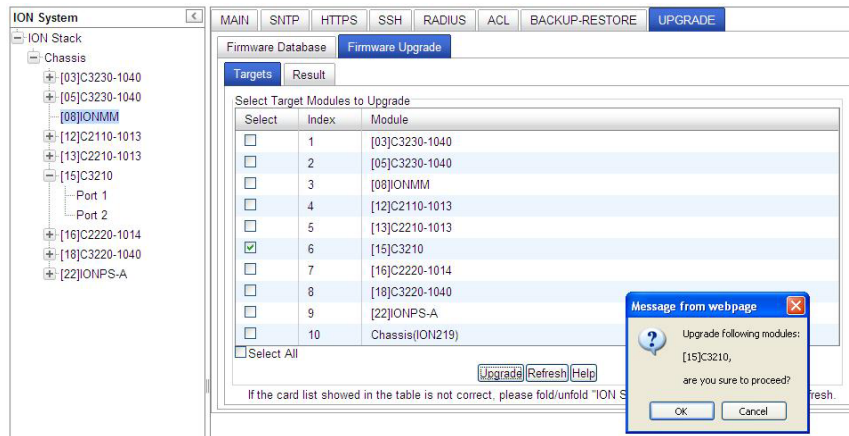 ION System
ION Stack
Chassis
[03]C3230-1040
[05]C3230-1040
[08]IONMM
[12]C2110-1013
[13]C2210-1013
[15]C3210
Port 1
Port 2
[16]C2220-1014
[18]C3220-1040
[22]IONPS-A
MAIN SNTP HTTPS SSH RADIUS ACL BACKUP-RESTORE UPGRADE
Firmware Database Firmware Upgrade
Targets Result
Select Target Modules to Upgrade
Select Index Module
1 [03]C3230-1040
2 [05]C3230-1040
3 [08]IONMM
4 [12]C2110-1013
5 [13]C2210-1013
6 [15]C3210
7 [16]C2220-1014
8 [18]C3220-1040
9 [22]IONPS-A
10 Chassis(ION219)
Select All
Upgrade Refresh Help
If the card list showed in the table is not correct, please fold/unfold "ION S
Message from webpage
Upgrade following modules:
[15]C3210,
are you sure to proceed?
OK Cancel